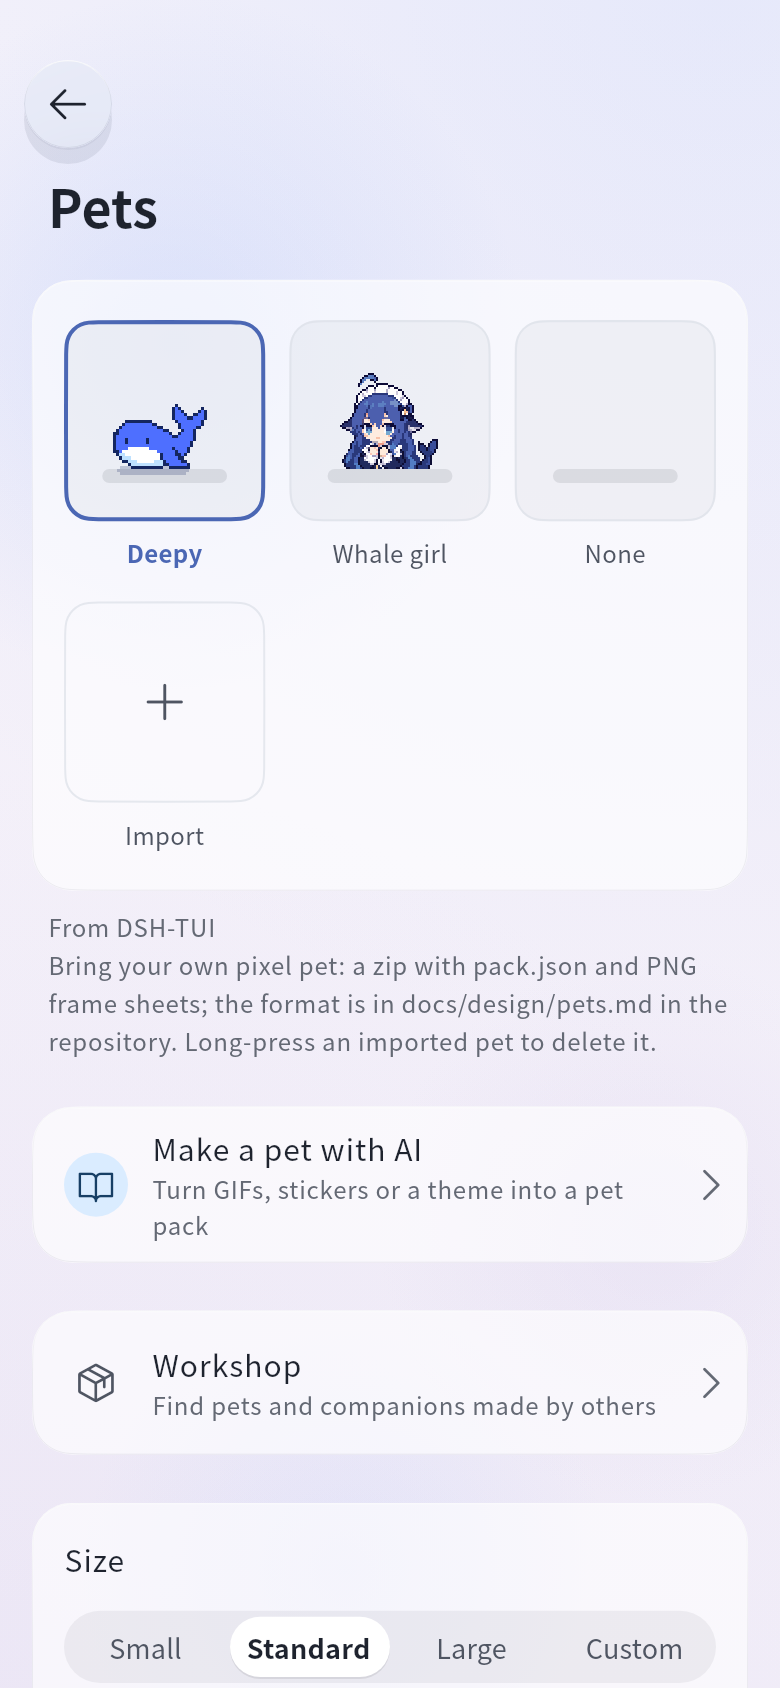 Pets
Deepy
Whale girl
None
Import
From DSH-TUI
Bring your own pixel pet: a zip with pack.json and PNG
frame sheets; the format is in docs/design/pets.md in the
repository. Long-press an imported pet to delete it.
Make a pet with AI
Turn GIFs, stickers or a theme into a pet
pack
Workshop
Find pets and companions made by others
Size
Small
Standard
Large
Custom